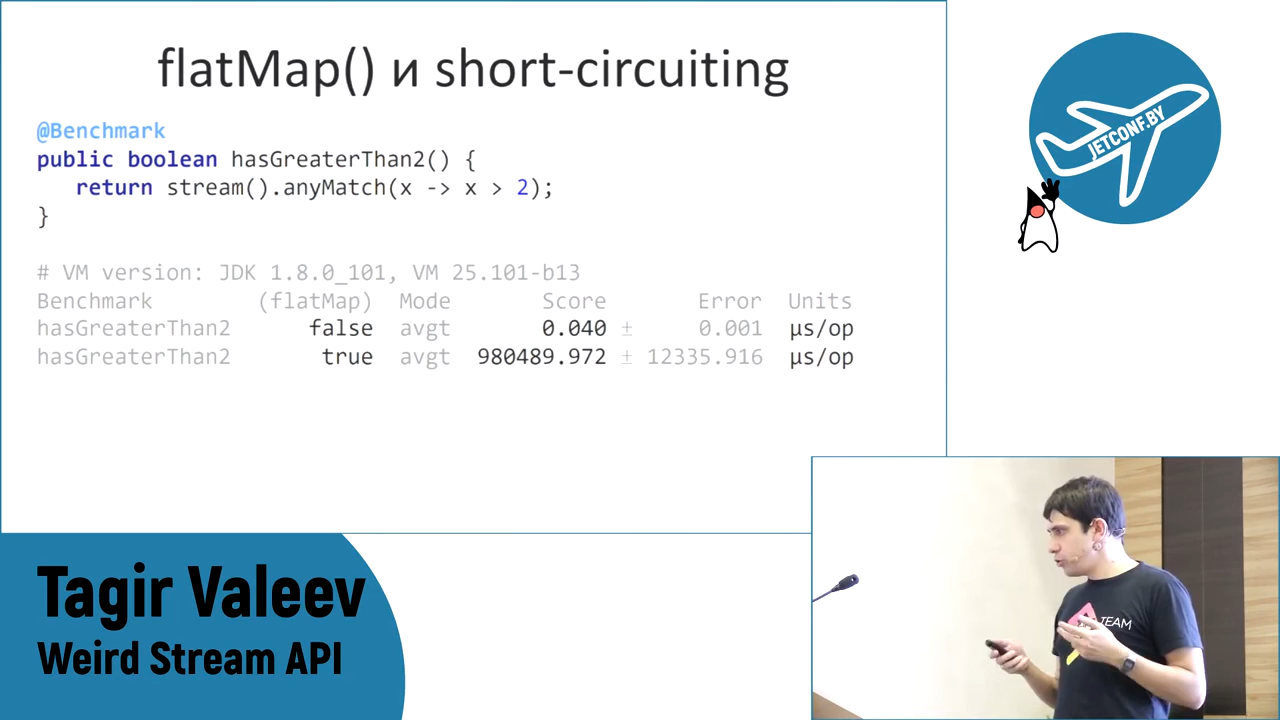 flatMap() и short-circuiting
@Benchmark
public boolean hasGreaterThan2() {
return stream().anyMatch(x -> x > 2);
}
# VM version: JDK 1.8.0_101, VM 25.101-b13
Benchmark (flatMap) Mode Score Error Units
hasGreaterThan2 false avgt 0.040 ± 0.001 µs/op
hasGreaterThan2 true avgt 980489.972 ± 12335.916 µs/op
JETCONF.BY
TEAM
Tagir Valeev
Weird Stream API